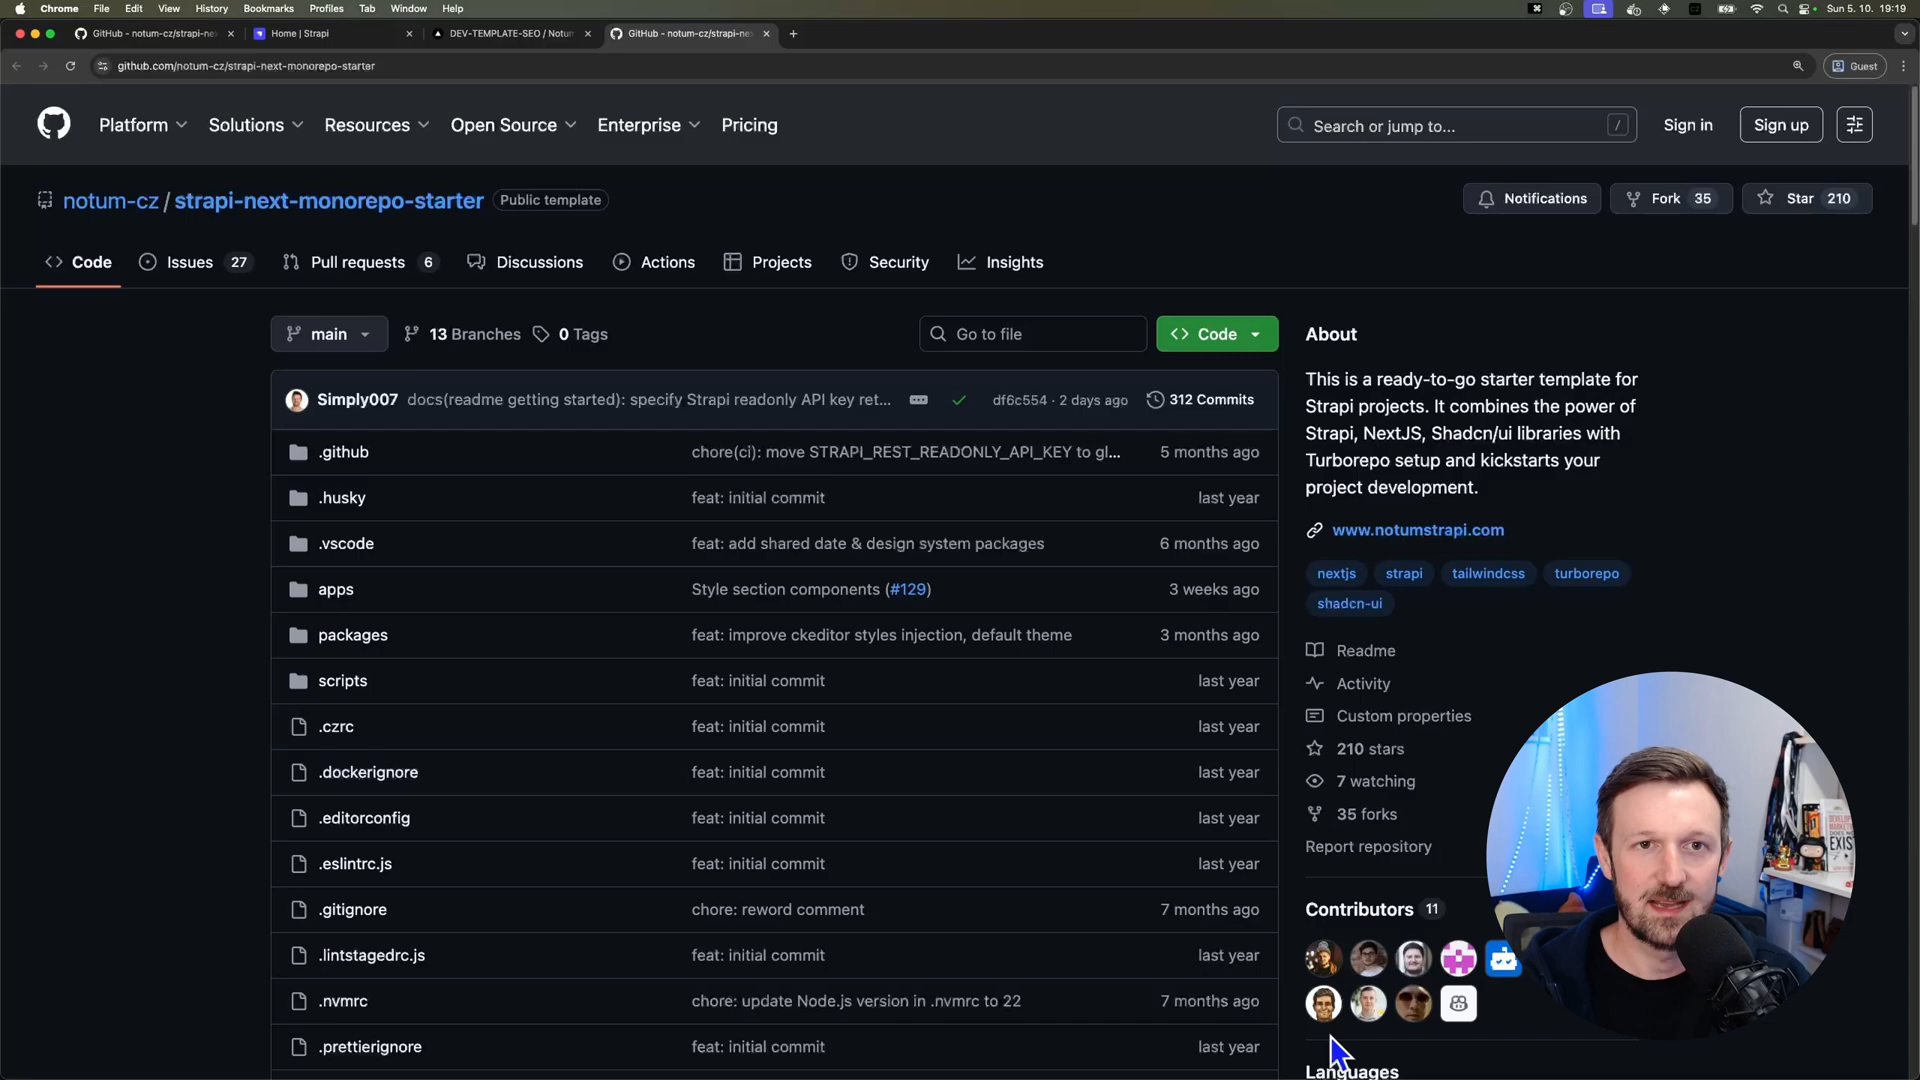 Chrome File Edit View History Bookmarks Profiles Tab Window Help Sun 5. 10. 19:19
GitHub - notum-cz/strapi-ne
Home | Strapi
DEV-TEMPLATE-SEO / Notum
GitHub - notum-cz/strapi-ne
github.com/notum-cz/strapi-next-monorepo-starter
Guest
Platform Solutions Resources Open Source Enterprise Pricing
Search or jump to... /
Sign in Sign up
notum-cz / strapi-next-monorepo-starter Public template
Notifications Fork 35 Star 210
Code Issues 27 Pull requests 6 Discussions Actions Projects Security Insights
main 13 Branches 0 Tags Go to file Code
Simply007 docs(readme getting started): specify Strapi readonly API key ret... df6c554 · 2 days ago 312 Commits
.github chore(ci): move STRAPI_REST_READONLY_API_KEY to gl... 5 months ago
.husky feat: initial commit last year
.vscode feat: add shared date & design system packages 6 months ago
apps Style section components (#129) 3 weeks ago
packages feat: improve ckeditor styles injection, default theme 3 months ago
scripts feat: initial commit last year
.czrc feat: initial commit last year
.dockerignore feat: initial commit last year
.editorconfig feat: initial commit last year
.eslintrc.js feat: initial commit last year
.gitignore chore: reword comment 7 months ago
.lintstagedrc.js feat: initial commit last year
.nvmrc chore: update Node.js version in .nvmrc to 22 7 months ago
.prettierignore feat: initial commit last year
About
This is a ready-to-go starter template for
Strapi projects. It combines the power of
Strapi, NextJS, Shadcn/ui libraries with
Turborepo setup and kickstarts your
project development.
www.notumstrapi.com
nextjs strapi tailwindcss turborepo
shadcn-ui
Readme
Activity
Custom properties
210 stars
7 watching
35 forks
Report repository
Contributors 11
Languages